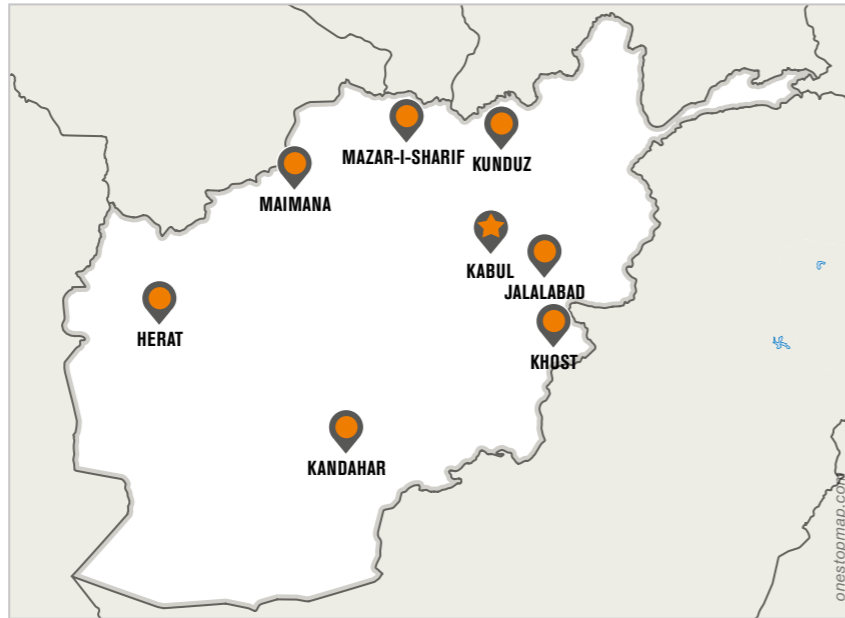 MAZAR-I-SHARIF
KUNDUZ
MAIMANA
KABUL
JALALABAD
HERAT
KHOST
KANDAHAR
onestopmap.com